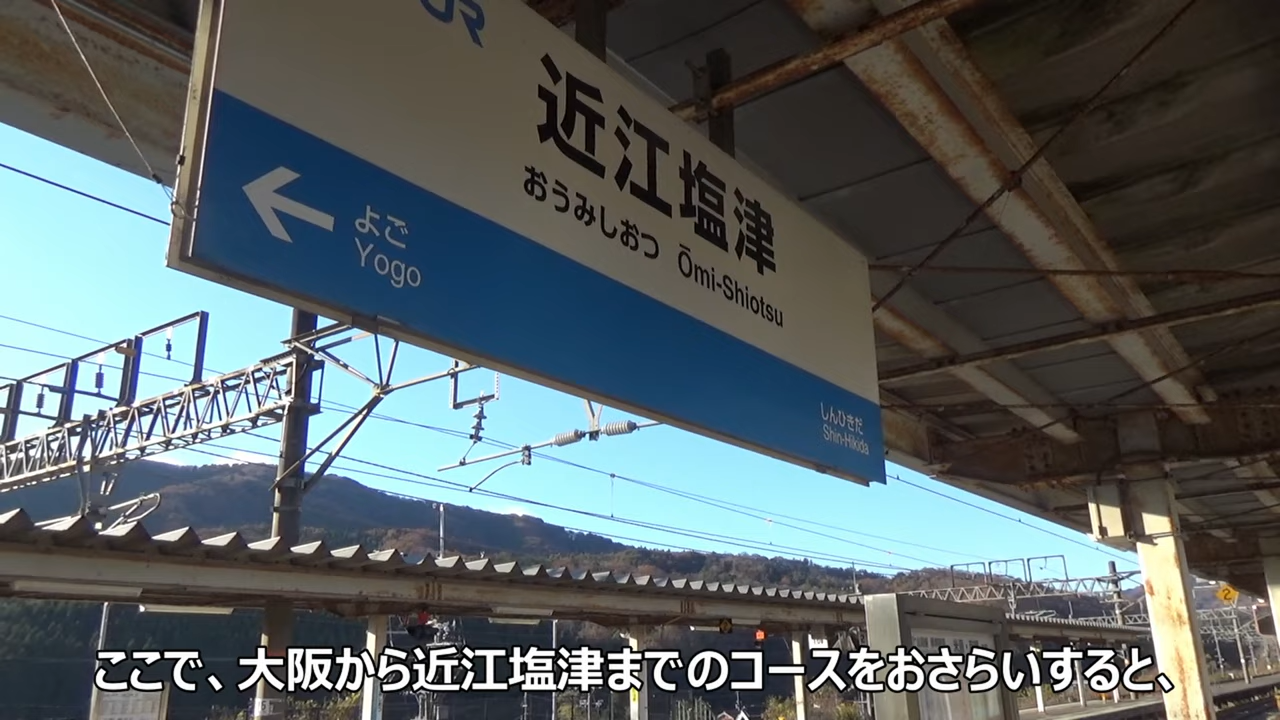 JR
近江塩津
おうみしおつ Ōmi-Shiotsu
よご
Yogo
しんひきだ
Shin-Hikida
2
ここで、大阪から近江塩津までのコースをおさらいすると、